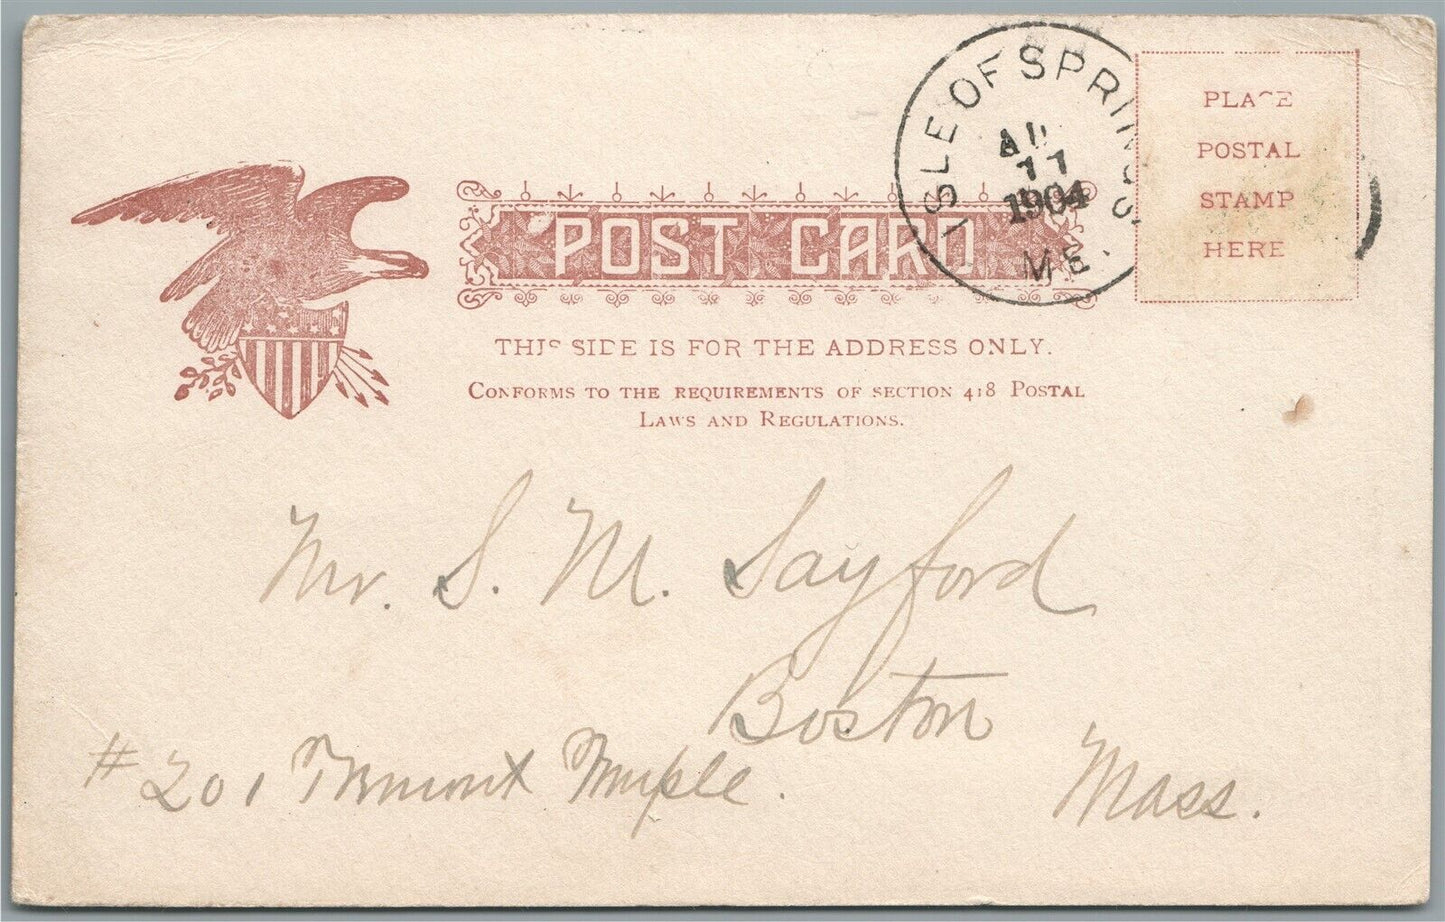 ISLE OF SPRINGS
AU
11
1904
ME.
PLACE
POSTAL
STAMP
HERE
POST CARD
THIS SIDE IS FOR THE ADDRESS ONLY.
CONFORMS TO THE REQUIREMENTS OF SECTION 418 POSTAL
LAWS AND REGULATIONS.
Mr. S. M. Sayford
Boston
# 201 Tremont Temple.
Mass.